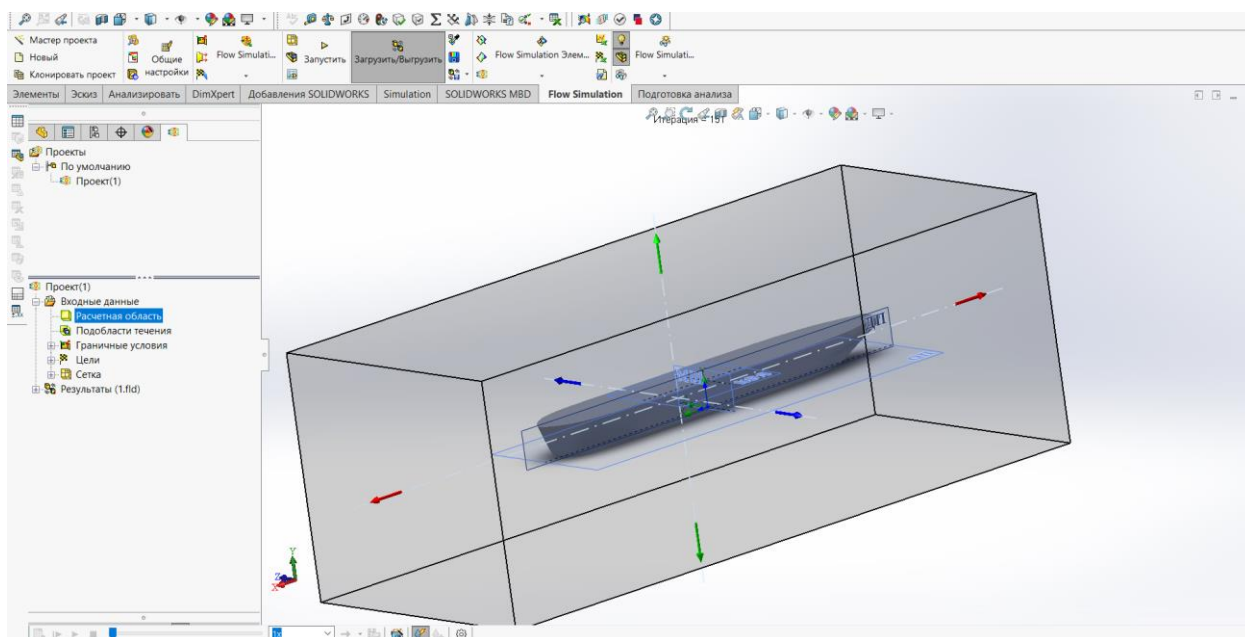 Мастер проекта
Новый
Клонировать проект
Общие
настройки
Flow Simulati...
Запустить
Загрузить/Выгрузить
Flow Simulation Элем...
Flow Simulati...
Элементы Эскиз Анализировать DimXpert Добавления SOLIDWORKS Simulation SOLIDWORKS MBD Flow Simulation Подготовка анализа
Итерация = 151
Проекты
По умолчанию
Проект(1)
Проект(1)
Входные данные
Расчетная область
Подобласти течения
Граничные условия
Цели
Сетка
Результаты (1.fld)
Y
Z
X
1x